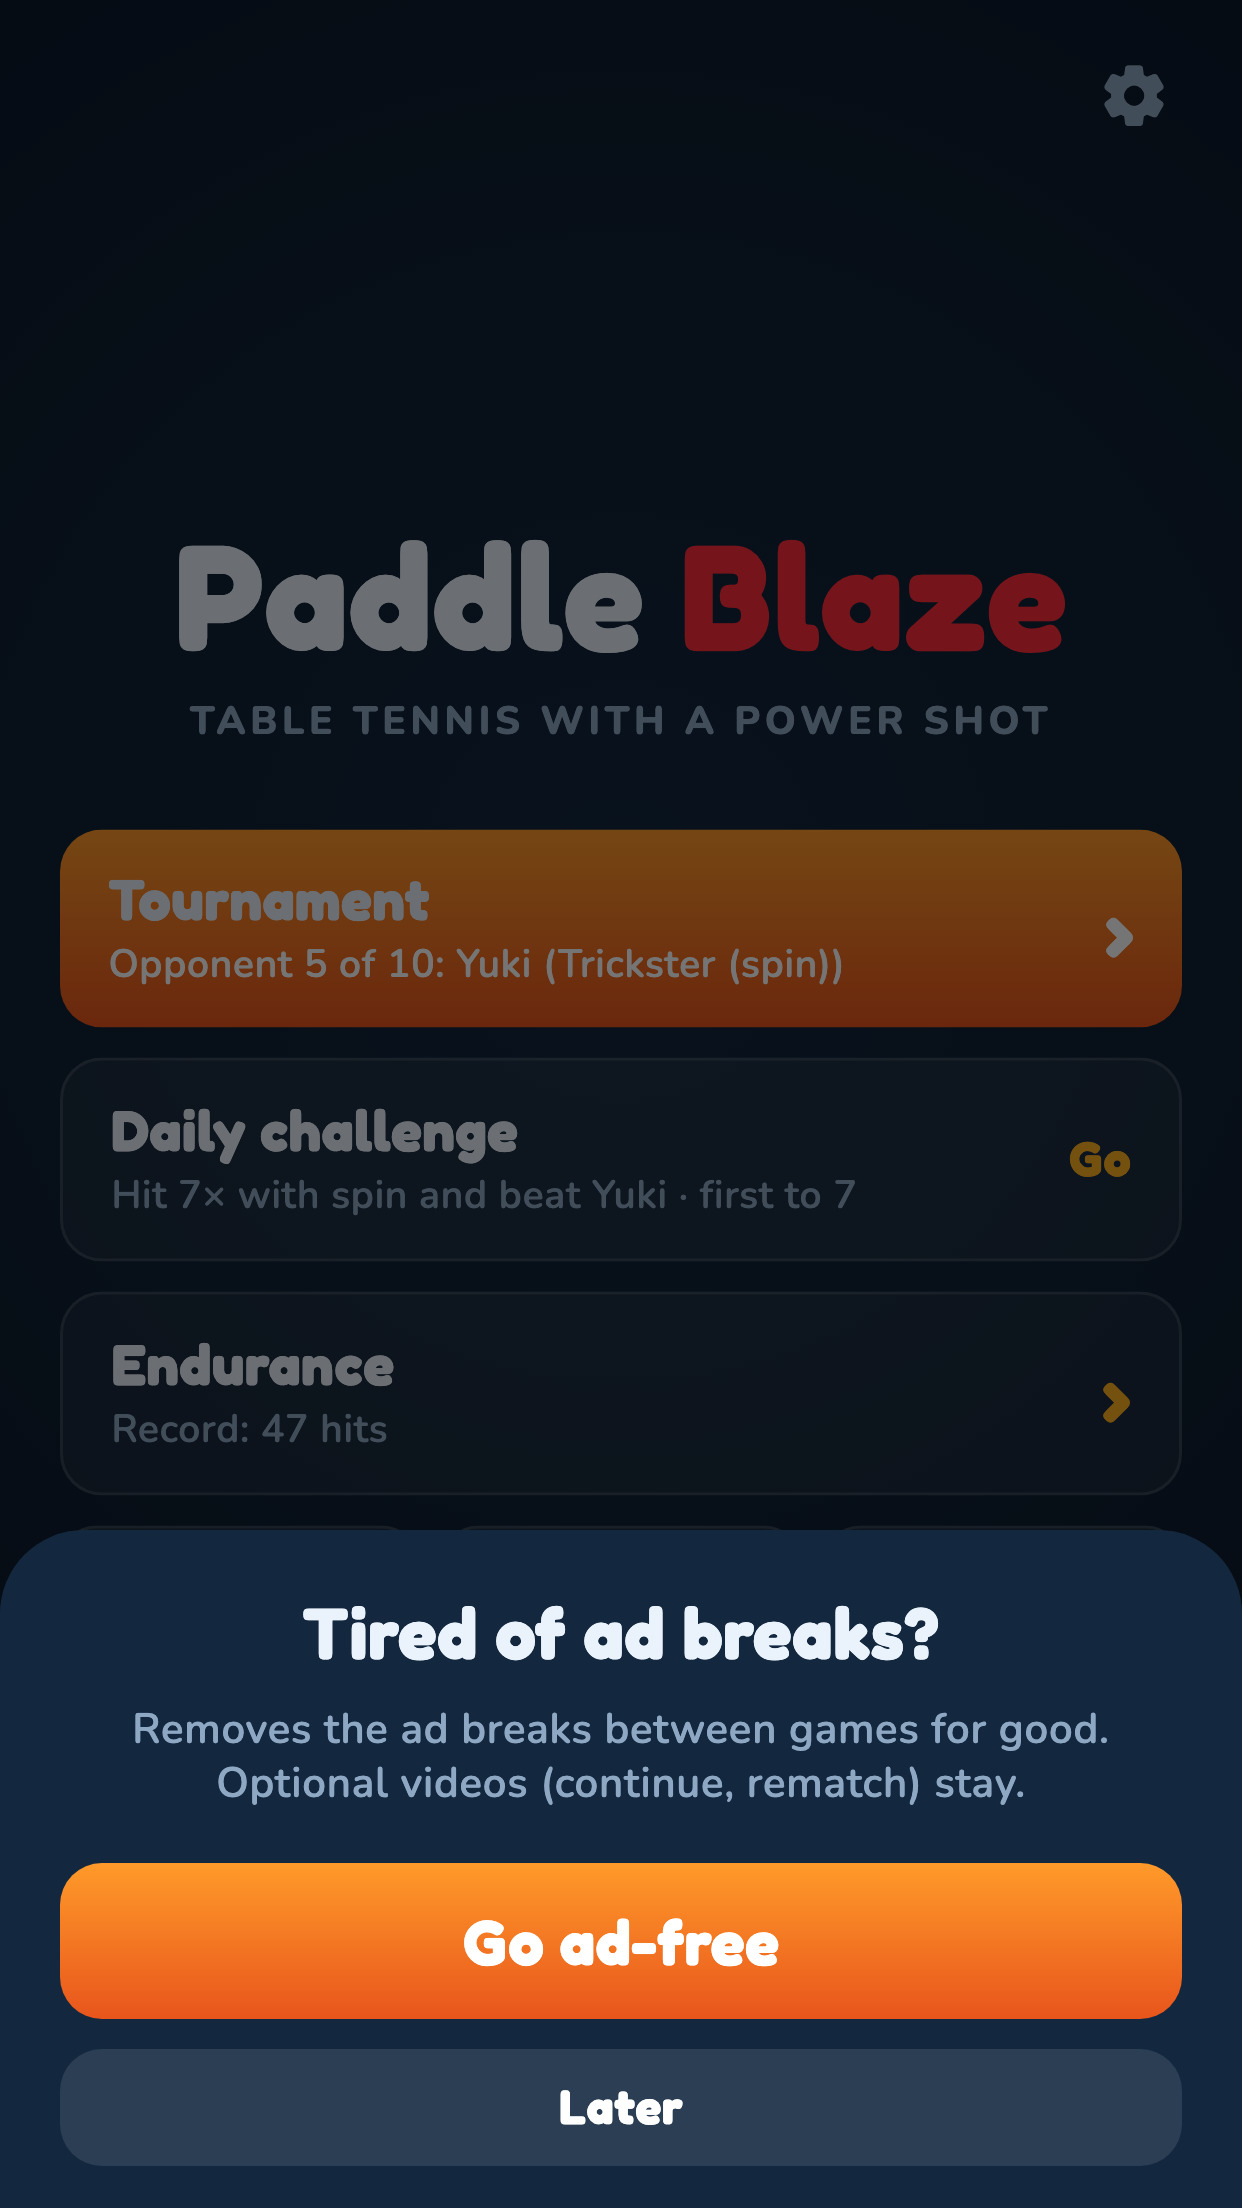 Paddle Blaze
TABLE TENNIS WITH A POWER SHOT
Tournament
Opponent 5 of 10: Yuki (Trickster (spin))
Daily challenge
Hit 7× with spin and beat Yuki · first to 7
Go
Endurance
Record: 47 hits
Tired of ad breaks?
Removes the ad breaks between games for good.
Optional videos (continue, rematch) stay.
Go ad-free
Later